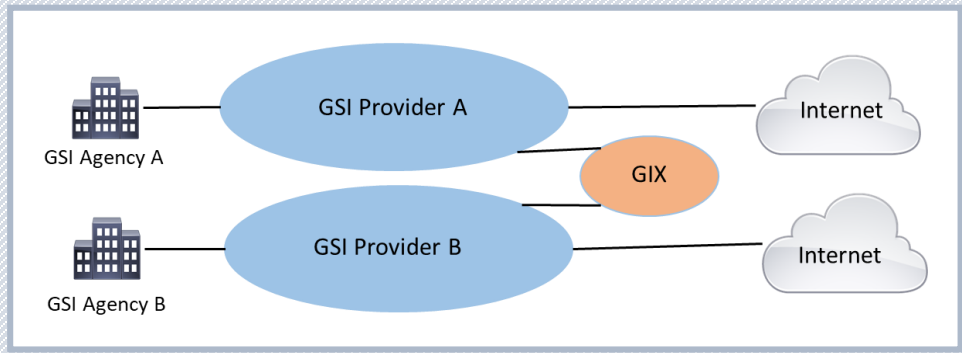 GSI Provider A
Internet
GSI Agency A
GIX
GSI Provider B
Internet
GSI Agency B